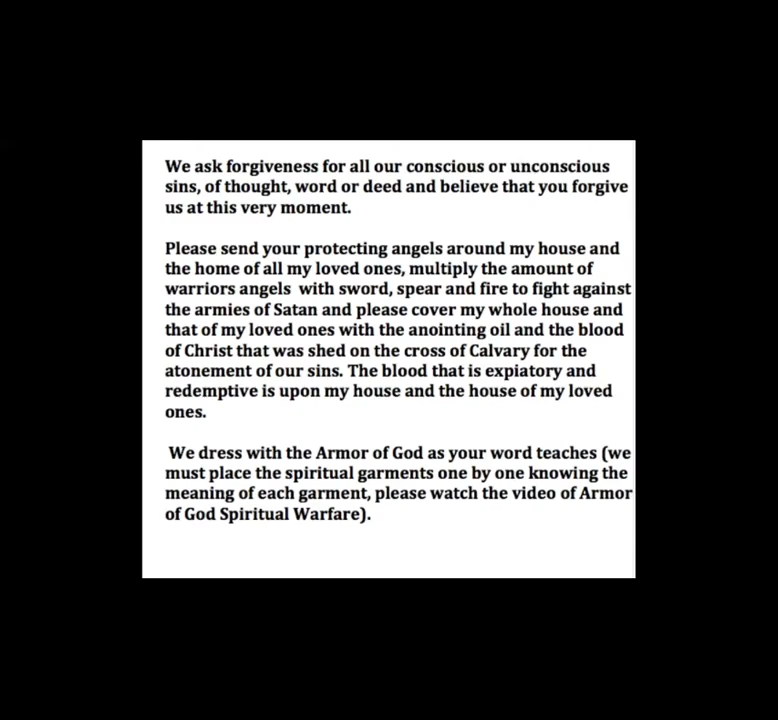 We ask forgiveness for all our conscious or unconscious
sins, of thought, word or deed and believe that you forgive
us at this very moment.
Please send your protecting angels around my house and
the home of all my loved ones, multiply the amount of
warriors angels  with sword, spear and fire to fight against
the armies of Satan and please cover my whole house and
that of my loved ones with the anointing oil and the blood
of Christ that was shed on the cross of Calvary for the
atonement of our sins. The blood that is expiatory and
redemptive is upon my house and the house of my loved
ones.
We dress with the Armor of God as your word teaches (we
must place the spiritual garments one by one knowing the
meaning of each garment, please watch the video of Armor
of God Spiritual Warfare).